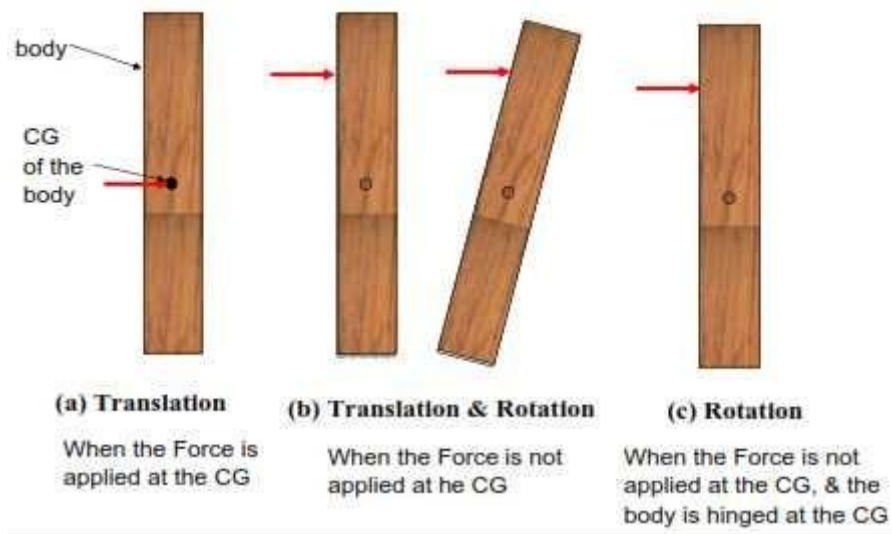 body
CG
of the
body
(a) Translation
When the Force is
applied at the CG
(b) Translation & Rotation
When the Force is not
applied at he CG
(c) Rotation
When the Force is not
applied at the CG, & the
body is hinged at the CG